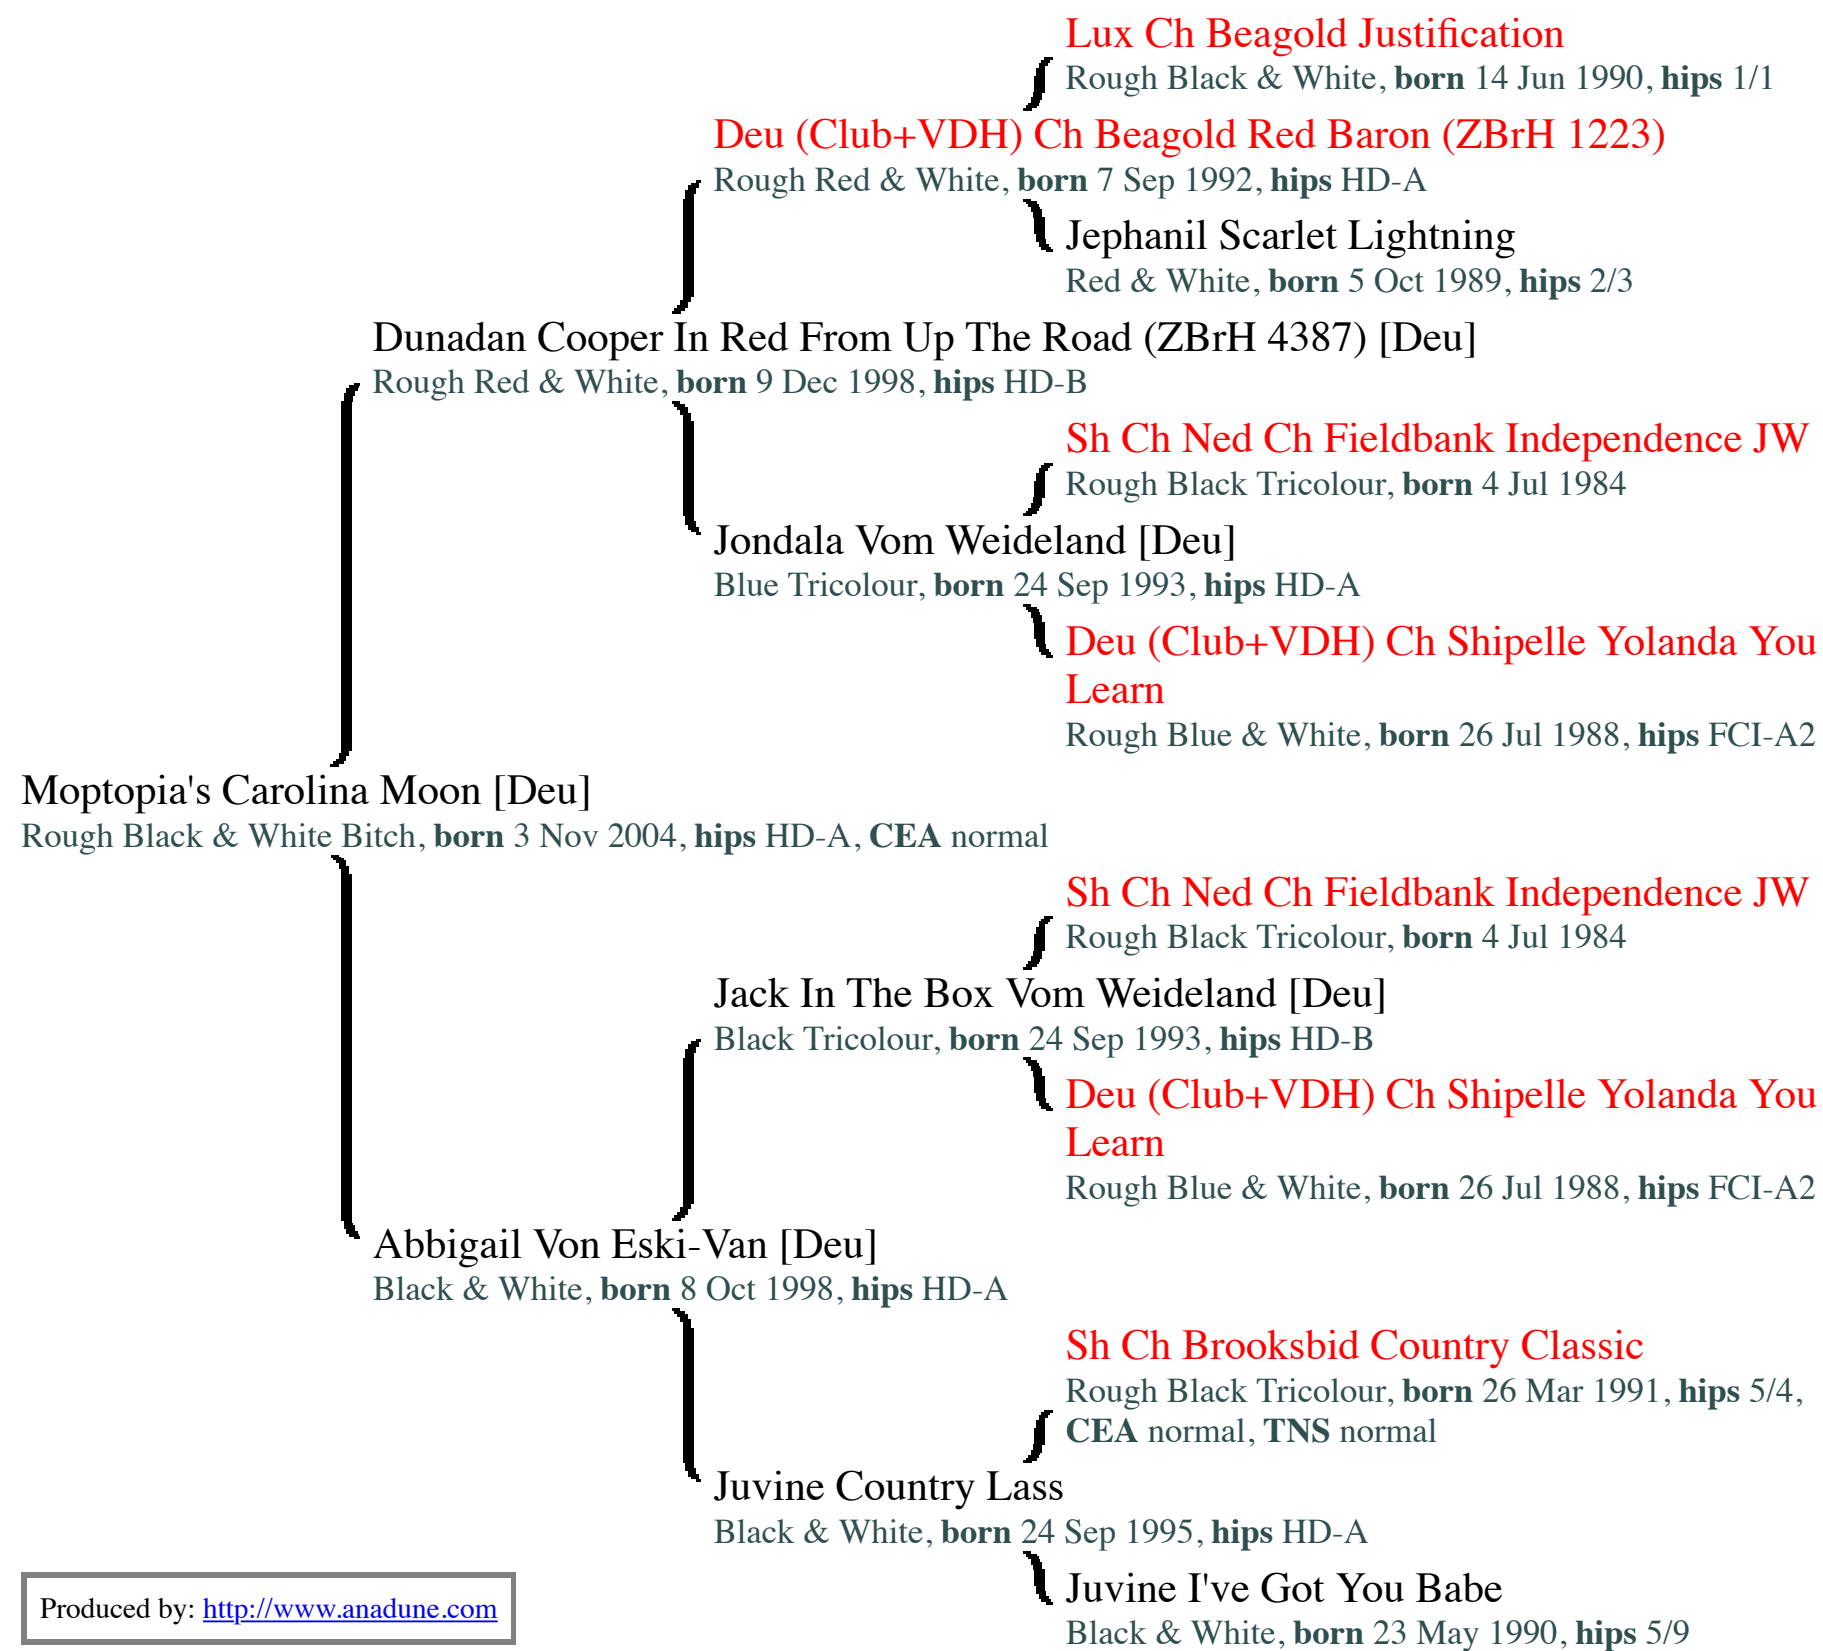 Lux Ch Beagold Justification
Rough Black & White, born 14 Jun 1990, hips 1/1
Deu (Club+VDH) Ch Beagold Red Baron (ZBrH 1223)
Rough Red & White, born 7 Sep 1992, hips HD-A
Jephanil Scarlet Lightning
Red & White, born 5 Oct 1989, hips 2/3
Dunadan Cooper In Red From Up The Road (ZBrH 4387) [Deu]
Rough Red & White, born 9 Dec 1998, hips HD-B
Sh Ch Ned Ch Fieldbank Independence JW
Rough Black Tricolour, born 4 Jul 1984
Jondala Vom Weideland [Deu]
Blue Tricolour, born 24 Sep 1993, hips HD-A
Deu (Club+VDH) Ch Shipelle Yolanda You
Learn
Rough Blue & White, born 26 Jul 1988, hips FCI-A2
Moptopia's Carolina Moon [Deu]
Rough Black & White Bitch, born 3 Nov 2004, hips HD-A, CEA normal
Sh Ch Ned Ch Fieldbank Independence JW
Rough Black Tricolour, born 4 Jul 1984
Jack In The Box Vom Weideland [Deu]
Black Tricolour, born 24 Sep 1993, hips HD-B
Deu (Club+VDH) Ch Shipelle Yolanda You
Learn
Rough Blue & White, born 26 Jul 1988, hips FCI-A2
Abbigail Von Eski-Van [Deu]
Black & White, born 8 Oct 1998, hips HD-A
Sh Ch Brooksbid Country Classic
Rough Black Tricolour, born 26 Mar 1991, hips 5/4,
CEA normal, TNS normal
Juvine Country Lass
Black & White, born 24 Sep 1995, hips HD-A
Juvine I've Got You Babe
Black & White, born 23 May 1990, hips 5/9
Produced by: http://www.anadune.com